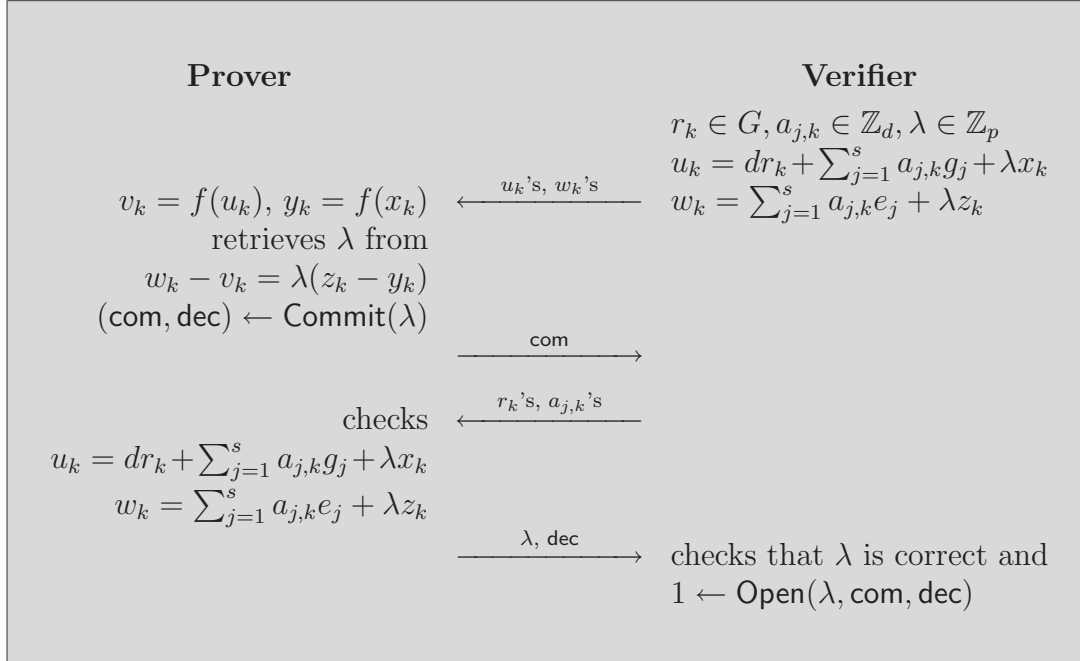 Prover Verifier
r_k ∈ G, a_{j,k} ∈ ℤ_d, λ ∈ ℤ_p
u_k = dr_k + ∑_{j=1}^{s} a_{j,k}g_j + λx_k
v_k = f(u_k), y_k = f(x_k) u_k's, w_k's w_k = ∑_{j=1}^{s} a_{j,k}e_j + λz_k
retrieves λ from
w_k − v_k = λ(z_k − y_k)
(com, dec) ← Commit(λ)
com
r_k's, a_{j,k}'s
checks
u_k = dr_k + ∑_{j=1}^{s} a_{j,k}g_j + λx_k
w_k = ∑_{j=1}^{s} a_{j,k}e_j + λz_k
λ, dec
checks that λ is correct and
1 ← Open(λ, com, dec)